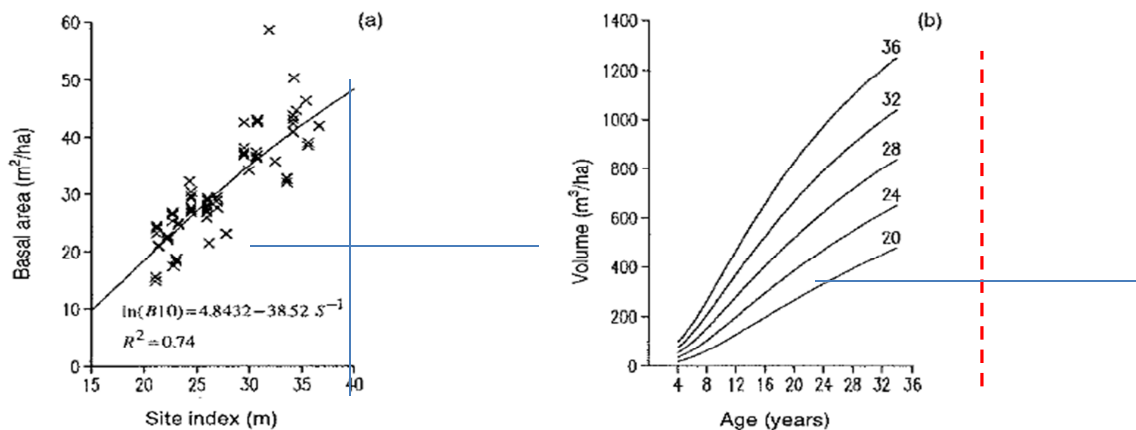 (a)
60
50
40
30
20
10
0
Basal area (m²/ha)
ln(B10)=4.8432−38.52 S⁻¹
R²=0.74
15 20 25 30 35 40
Site index (m)
(b)
1400
1200
1000
800
600
400
200
0
Volume (m³/ha)
36
32
28
24
20
4 8 12 16 20 24 28 32 36
Age (years)